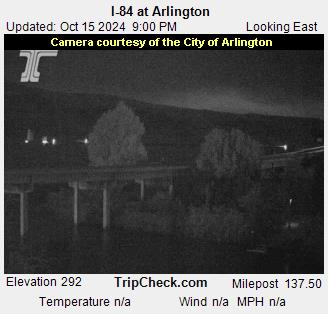 I-84 at Arlington
Updated: Oct 15 2024 9:00 PM Looking East
Camera courtesy of the City of Arlington
Elevation 292 TripCheck.com Milepost 137.50
Temperature n/a Wind n/a MPH n/a